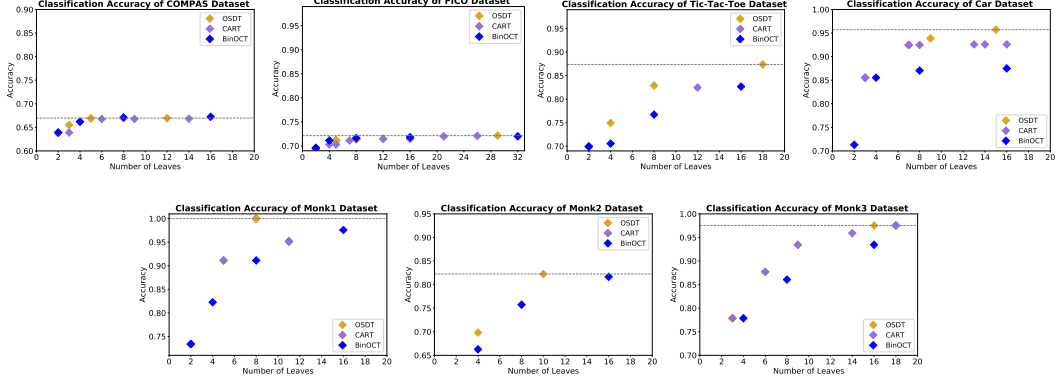 Classification Accuracy of COMPAS Dataset
0.90
0.85
0.80
0.75
0.70
0.65
0.60
Accuracy
OSDT
CART
BinOCT
0 2 4 6 8 10 12 14 16 18 20
Number of Leaves
Classification Accuracy of FICO Dataset
0.95
0.90
0.85
0.80
0.75
0.70
Accuracy
OSDT
CART
BinOCT
0 4 8 12 16 20 24 28 32
Number of Leaves
Classification Accuracy of Tic-Tac-Toe Dataset
0.95
0.90
0.85
0.80
0.75
0.70
Accuracy
OSDT
CART
BinOCT
0 2 4 6 8 10 12 14 16 18 20
Number of Leaves
Classification Accuracy of Car Dataset
1.00
0.95
0.90
0.85
0.80
0.75
0.70
Accuracy
OSDT
CART
BinOCT
0 2 4 6 8 10 12 14 16 18 20
Number of Leaves
Classification Accuracy of Monk1 Dataset
1.00
0.95
0.90
0.85
0.80
0.75
Accuracy
OSDT
CART
BinOCT
0 2 4 6 8 10 12 14 16 18 20
Number of Leaves
Classification Accuracy of Monk2 Dataset
0.95
0.90
0.85
0.80
0.75
0.70
0.65
Accuracy
OSDT
CART
BinOCT
0 2 4 6 8 10 12 14 16 18 20
Number of Leaves
Classification Accuracy of Monk3 Dataset
1.00
0.95
0.90
0.85
0.80
0.75
0.70
Accuracy
OSDT
CART
BinOCT
0 2 4 6 8 10 12 14 16 18 20
Number of Leaves